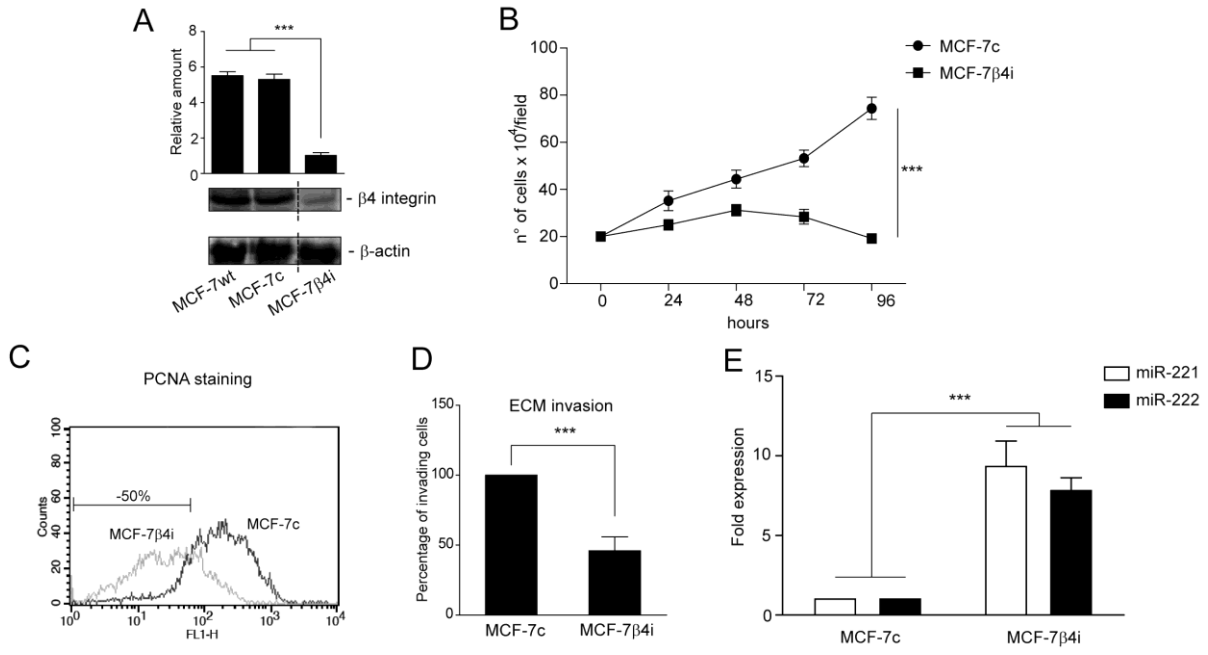 A
***
Relative amount
8
6
4
2
0
- β4 integrin
- β-actin
MCF-7wt
MCF-7c
MCF-7β4i
B
100
80
60
40
20
0
n° of cells x 10⁴/field
0
24
48
72
96
hours
MCF-7c
MCF-7β4i
***
C
PCNA staining
100
80
60
40
20
0
Counts
-50%
MCF-7β4i
MCF-7c
10⁰
10¹
10²
10³
10⁴
FL1-H
D
ECM invasion
***
Percentage of invading cells
150
100
50
0
MCF-7c
MCF-7β4i
E
miR-221
miR-222
***
Fold expression
15
10
5
0
MCF-7c
MCF-7β4i